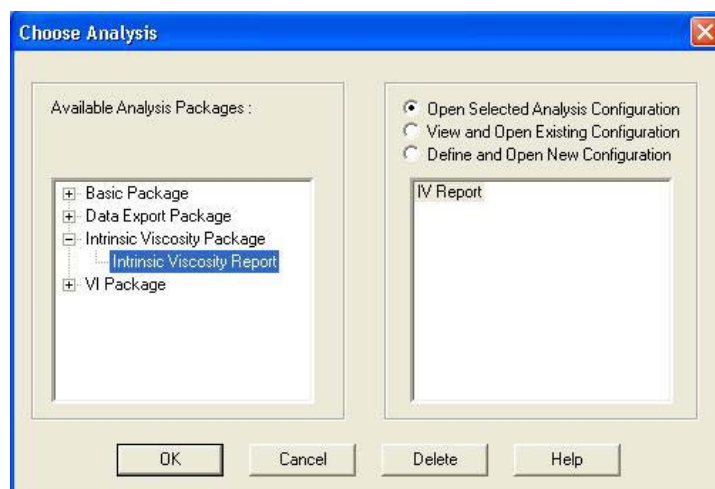 Choose Analysis
Available Analysis Packages :
Basic Package
Data Export Package
Intrinsic Viscosity Package
Intrinsic Viscosity Report
VI Package
Open Selected Analysis Configuration
View and Open Existing Configuration
Define and Open New Configuration
IV Report
OK
Cancel
Delete
Help